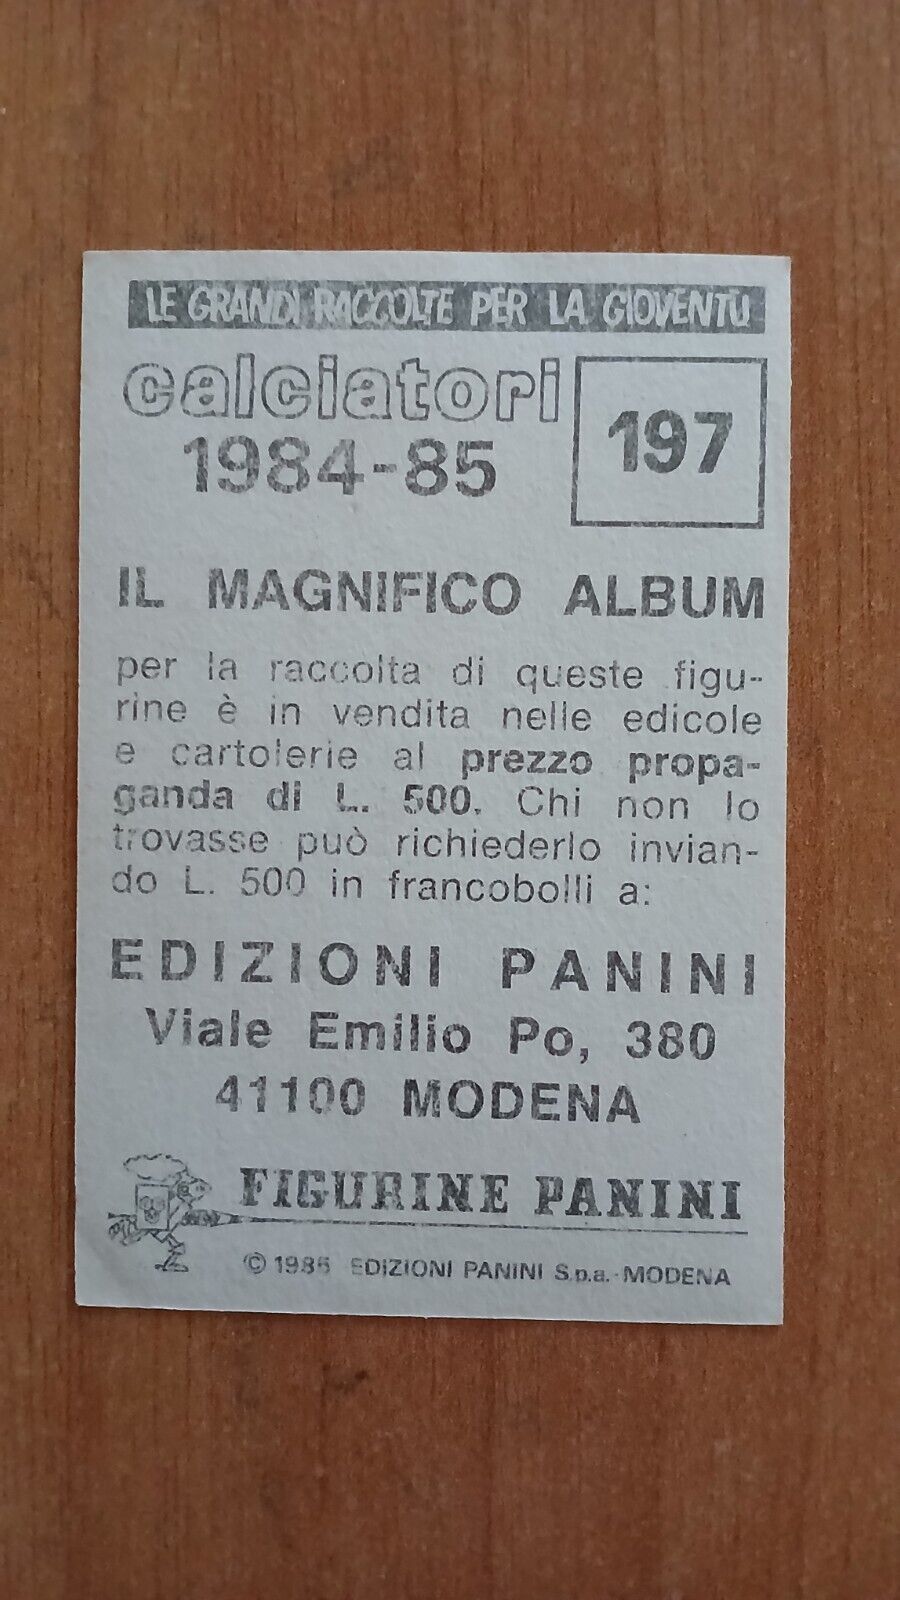 LE GRANDI RACCOLTE PER LA GIOVENTÙ
calciatori
1984-85
197
IL MAGNIFICO ALBUM
per la raccolta di queste figu-
rine è in vendita nelle edicole
e cartolerie al prezzo propa-
ganda di L. 500. Chi non lo
trovasse può richiederlo invian-
do L. 500 in francobolli a:
EDIZIONI PANINI
Viale Emilio Po, 380
41100 MODENA
FIGURINE PANINI
© 1985 EDIZIONI PANINI S.p.a.-MODENA